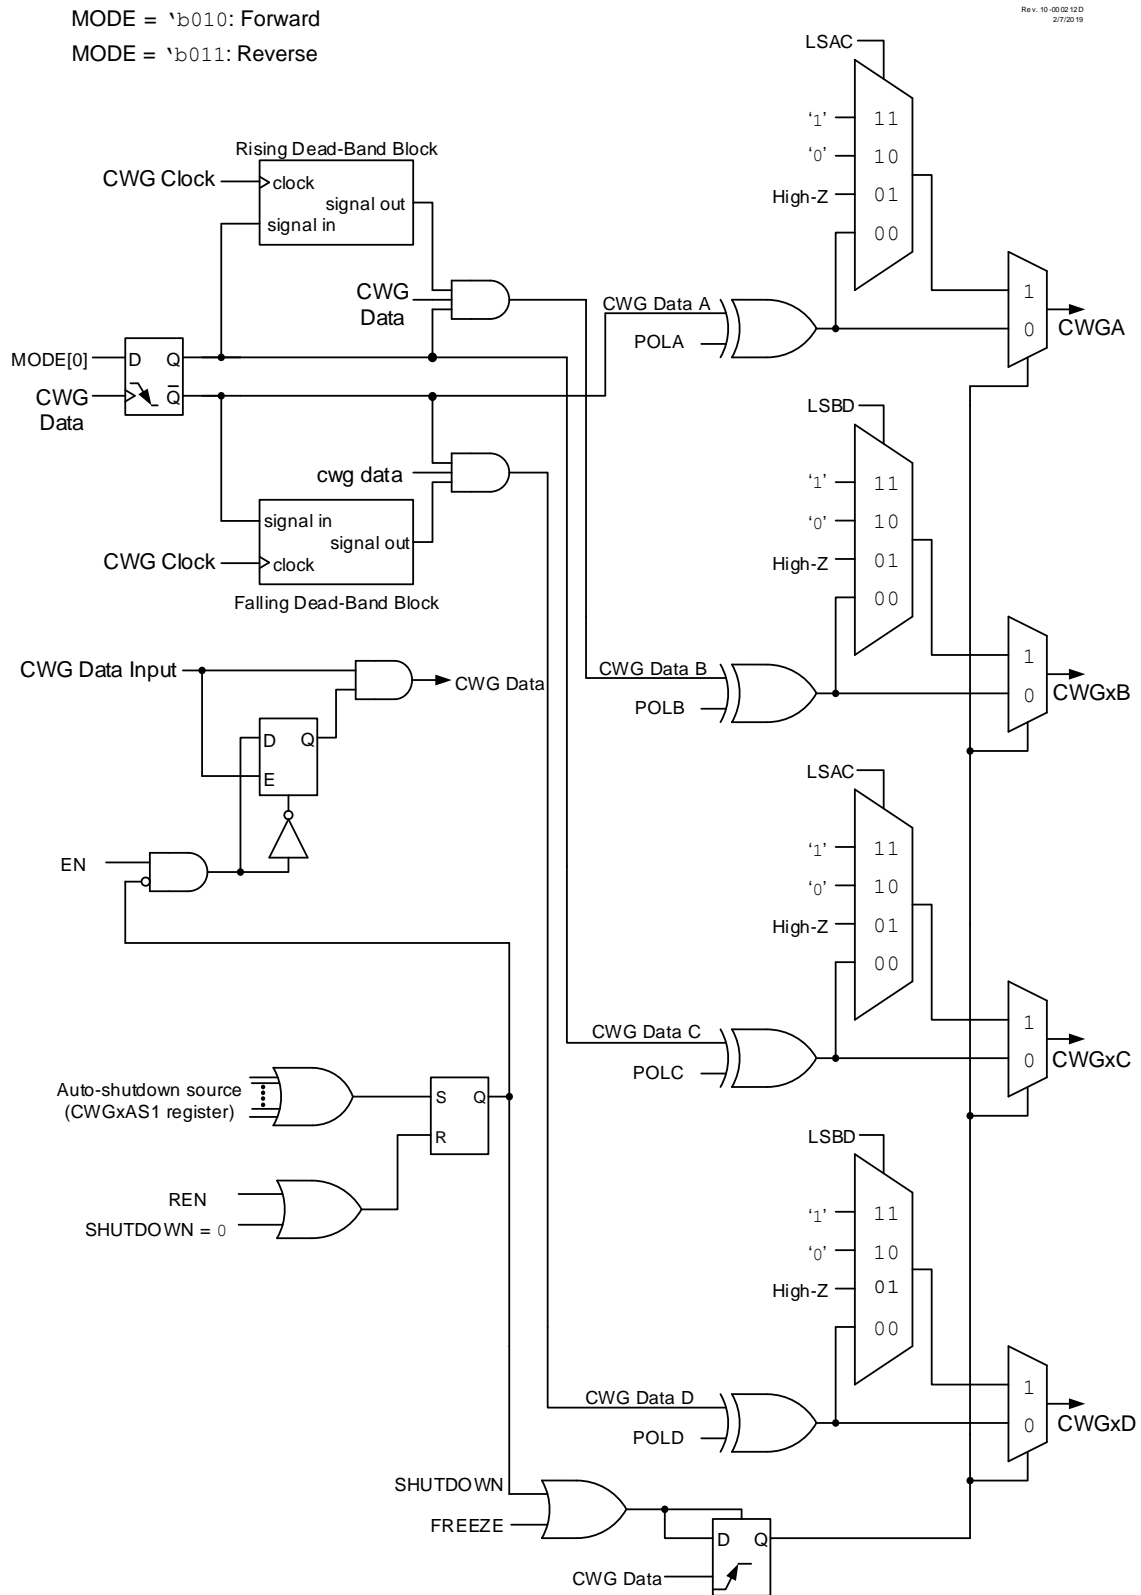 MODE = ‘b010: Forward
MODE = ‘b011: Reverse
Rev. 10-000212D
2/7/2019
LSAC
‘1’ 11
‘0’ 10
High-Z 01
00
Rising Dead-Band Block
CWG Clock
clock
signal out
signal in
CWG
Data
CWG Data A
POLA
1
0
CWGA
MODE[0]
D Q
CWG
Data
Q
LSBD
‘1’ 11
‘0’ 10
High-Z 01
00
cwg data
signal in
signal out
CWG Clock
clock
Falling Dead-Band Block
CWG Data Input
CWG Data
CWG Data B
POLB
1
0
CWGxB
D Q
E
EN
LSAC
‘1’ 11
‘0’ 10
High-Z 01
00
CWG Data C
POLC
1
0
CWGxC
Auto-shutdown source
(CWGxAS1 register)
S Q
R
REN
SHUTDOWN = 0
LSBD
‘1’ 11
‘0’ 10
High-Z 01
00
CWG Data D
POLD
1
0
CWGxD
SHUTDOWN
FREEZE
D Q
CWG Data